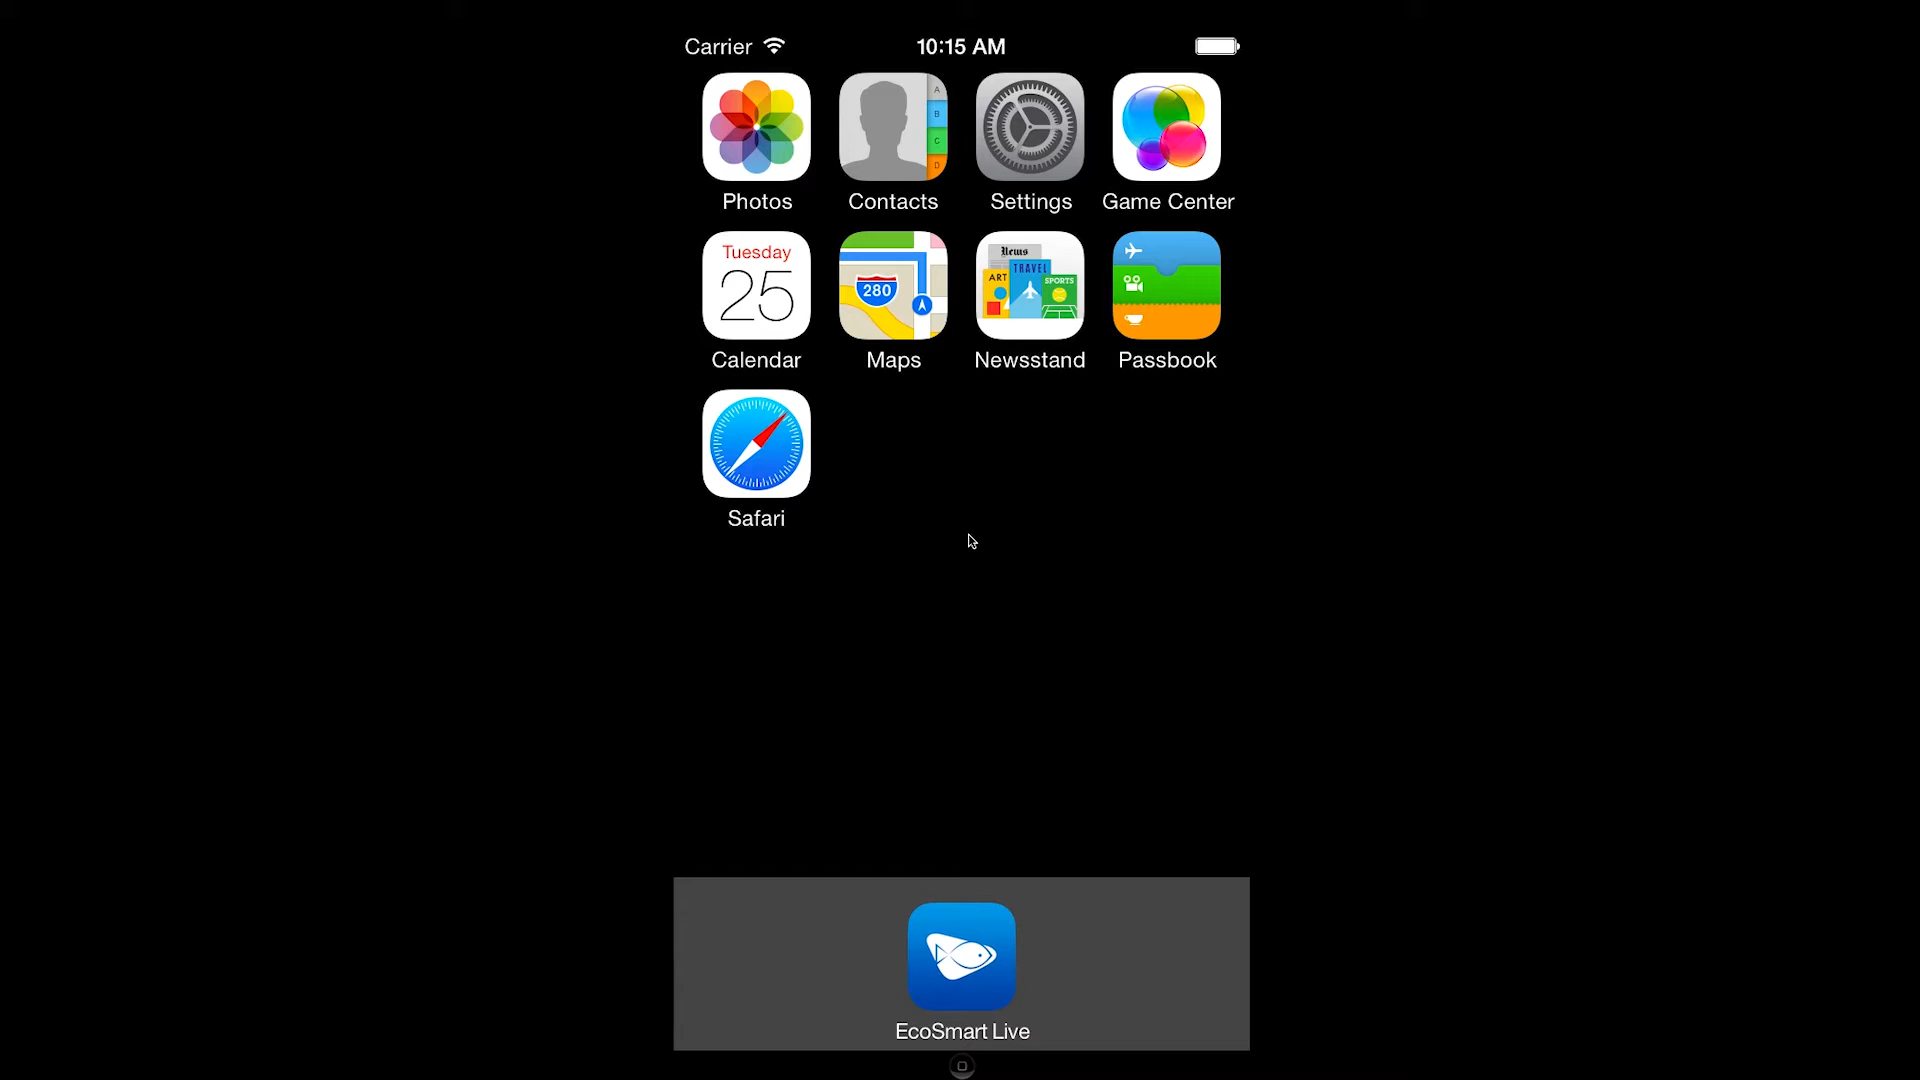 Carrier 10:15 AM
A
B
C
D
Photos Contacts Settings Game Center
Tuesday
25
280
News
ART TRAVEL SPORTS
Calendar Maps Newsstand Passbook
Safari
EcoSmart Live